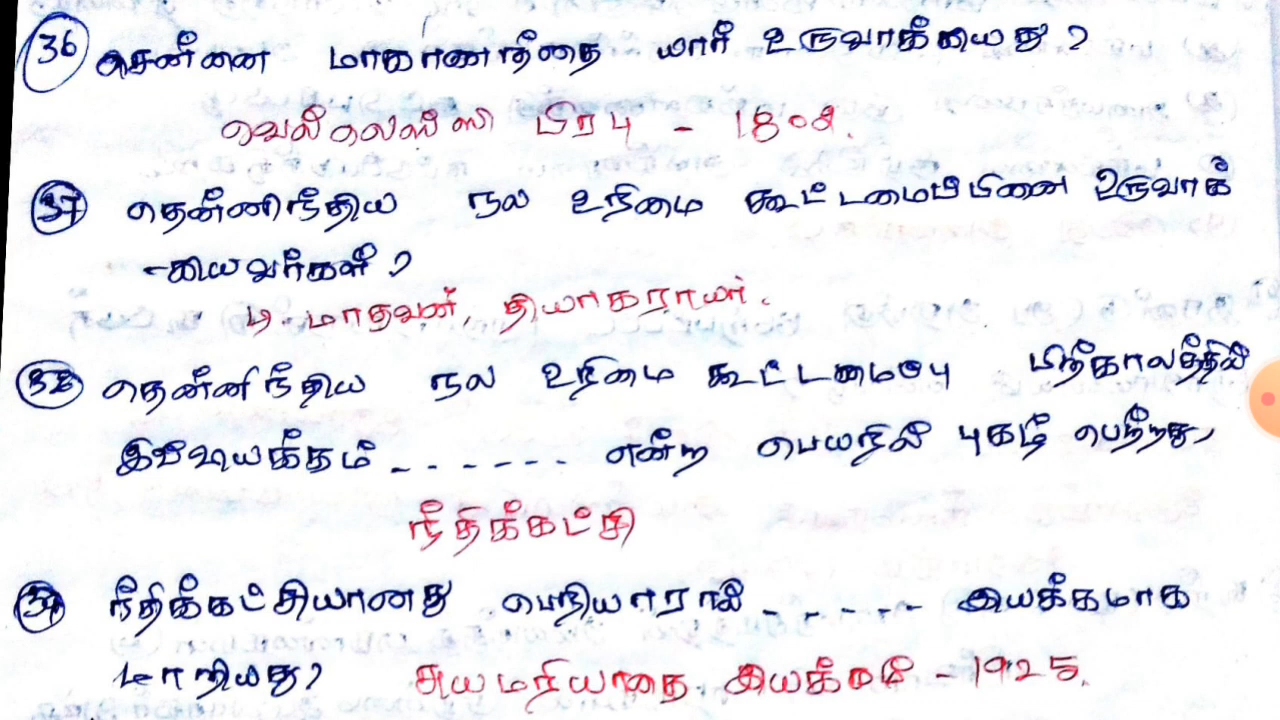 36 சென்னை மாகாணத்தை யார் உருவாக்கியது?
வெல்லெஸ்லி பிரபு - 1801.
37 தென்னிந்திய நல உரிமை கூட்டமைப்பினை உருவாக்
-கியவர்கள்?
டி மாதவன், தியாகராயர்.
38 தென்னிந்திய நல உரிமை கூட்டமைப்பு பிற்காலத்தில்
இவ்வியக்கம் ------ என்ற பெயரில் புகழ் பெற்றது,
நீதிக்கட்சி
39 நீதிக்கட்சியானது பெரியாரால் ------ இயக்கமாக
மாறியது? சுயமரியாதை இயக்கம் - 1925.